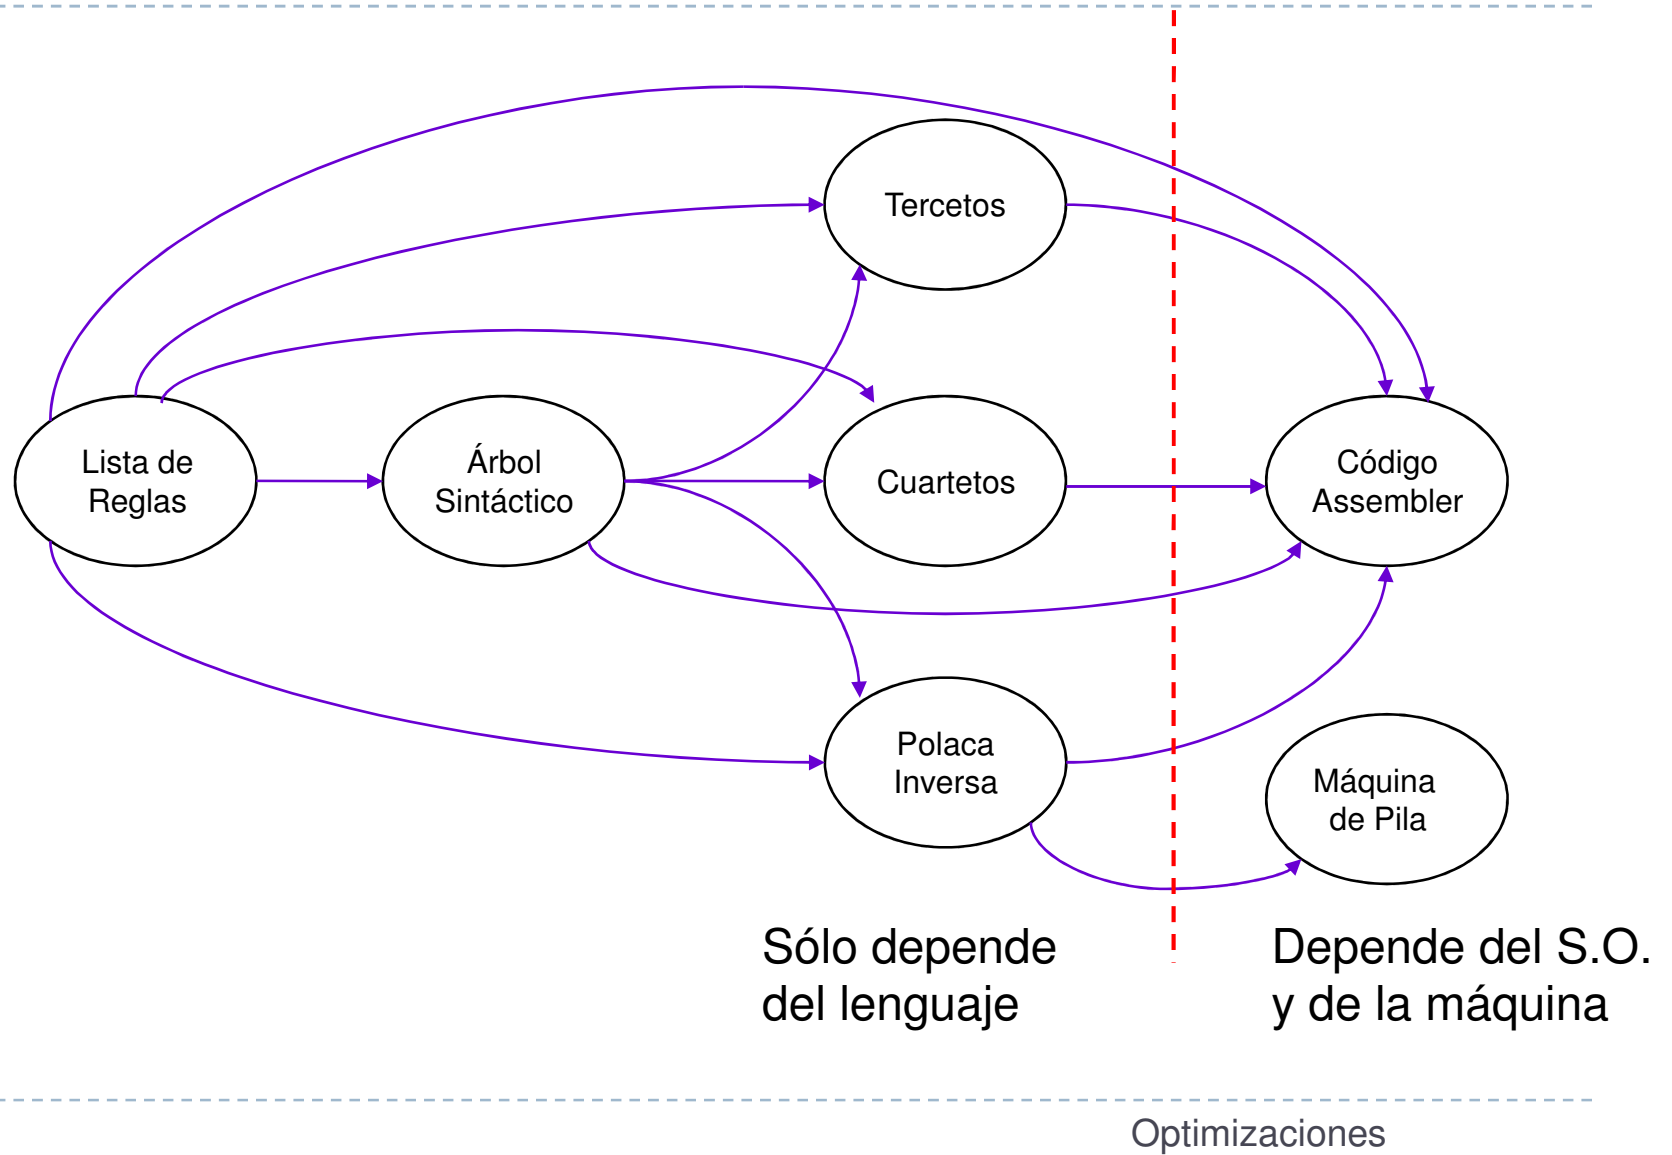 Tercetos
Lista de
Reglas
Árbol
Sintáctico
Cuartetos
Código
Assembler
Polaca
Inversa
Máquina
de Pila
Sólo depende
del lenguaje
Depende del S.O.
y de la máquina
Optimizaciones